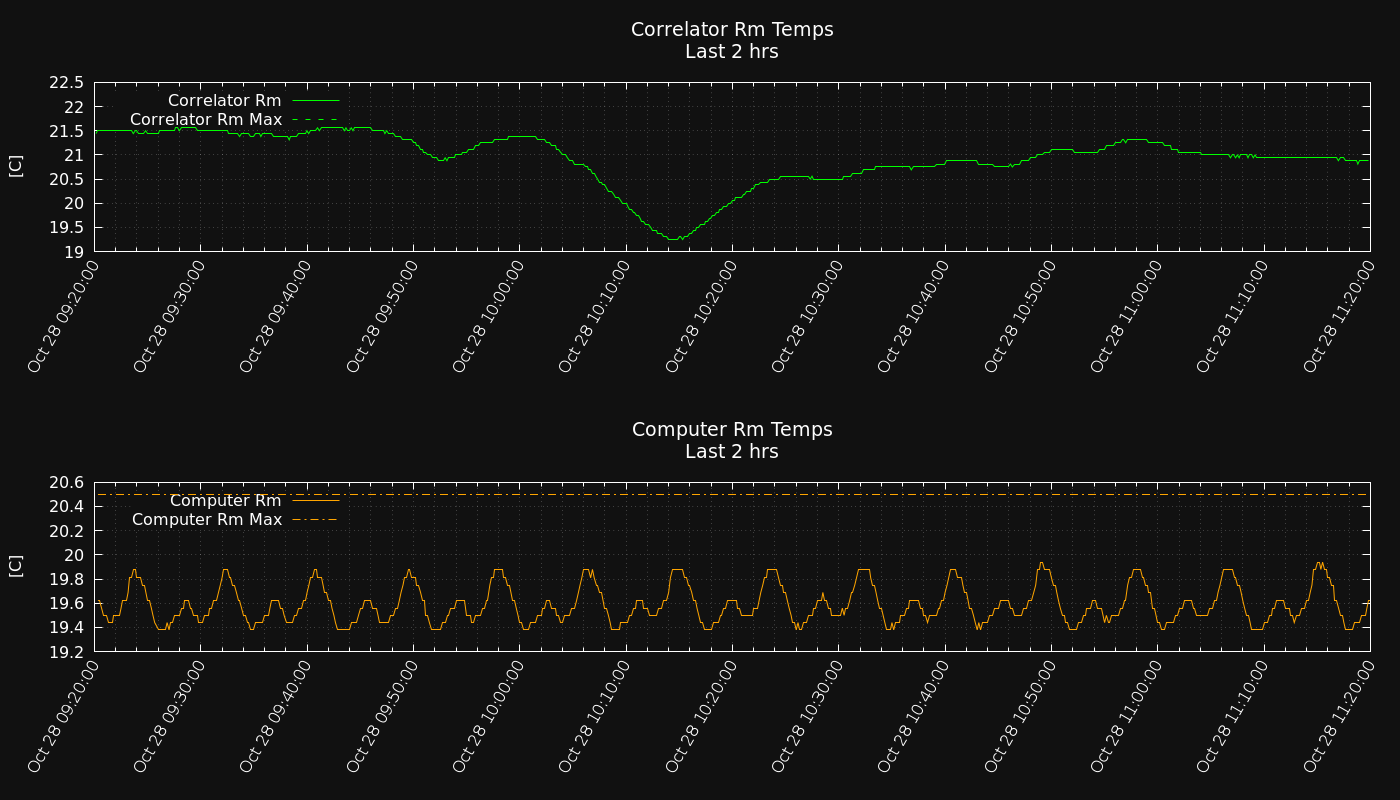 Correlator Rm Temps
Last 2 hrs
22.5
22
21.5
21
20.5
20
19.5
19
[C]
Correlator Rm
Correlator Rm Max
Oct 28 09:20:00
Oct 28 09:30:00
Oct 28 09:40:00
Oct 28 09:50:00
Oct 28 10:00:00
Oct 28 10:10:00
Oct 28 10:20:00
Oct 28 10:30:00
Oct 28 10:40:00
Oct 28 10:50:00
Oct 28 11:00:00
Oct 28 11:10:00
Oct 28 11:20:00
Computer Rm Temps
Last 2 hrs
20.6
20.4
20.2
20
19.8
19.6
19.4
19.2
[C]
Computer Rm
Computer Rm Max
Oct 28 09:20:00
Oct 28 09:30:00
Oct 28 09:40:00
Oct 28 09:50:00
Oct 28 10:00:00
Oct 28 10:10:00
Oct 28 10:20:00
Oct 28 10:30:00
Oct 28 10:40:00
Oct 28 10:50:00
Oct 28 11:00:00
Oct 28 11:10:00
Oct 28 11:20:00